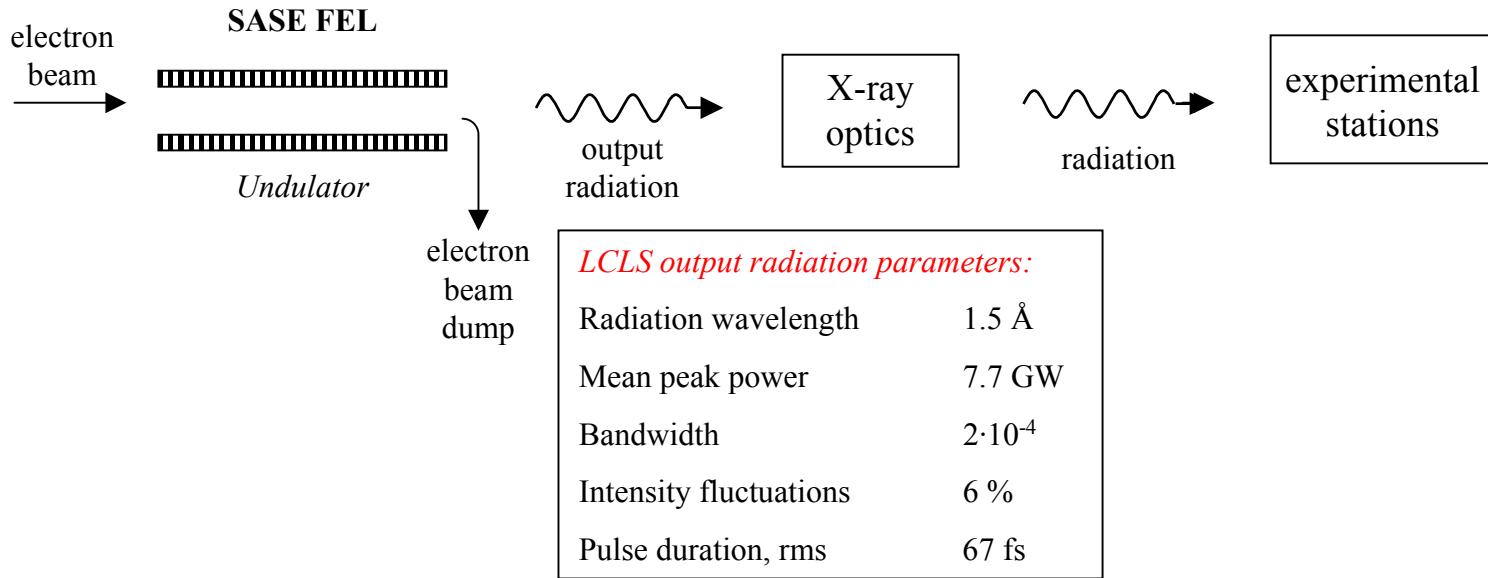 SASE FEL
electron
beam
Undulator
electron
beam
dump
output
radiation
X-ray
optics
radiation
experimental
stations
LCLS output radiation parameters:
Radiation wavelength 1.5 Å
Mean peak power 7.7 GW
Bandwidth 2·10-4
Intensity fluctuations 6 %
Pulse duration, rms 67 fs